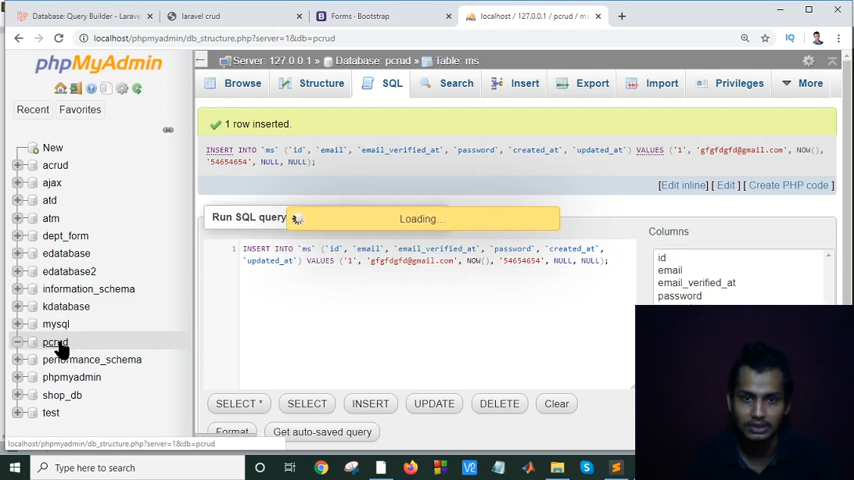 Database: Query Builder - Larave
laravel crud
Forms · Bootstrap
localhost / 127.0.0.1 / pcrud / ms
localhost/phpmyadmin/db_structure.php?server=1&db=pcrud
IQ
phpMyAdmin
Recent
Favorites
New
acrud
ajax
atd
atm
dept_form
edatabase
edatabase2
information_schema
kdatabase
mysql
pcrud
performance_schema
phpmyadmin
shop_db
test
localhost/phpmyadmin/db_structure.php?server=1&db=pcrud
Server: 127.0.0.1 » Database: pcrud » Table: ms
Browse
Structure
SQL
Search
Insert
Export
Import
Privileges
More
1 row inserted.
INSERT INTO `ms` (`id`, `email`, `email_verified_at`, `password`, `created_at`, `updated_at`) VALUES ('1', 'gfgfdgfd@gmail.com', NOW(),
'54654654', NULL, NULL);
[Edit inline] [ Edit ] [ Create PHP code ]
Run SQL query
Loading...
1
INSERT INTO `ms` (`id`, `email`, `email_verified_at`, `password`, `created_at`,
`updated_at`) VALUES ('1', 'gfgfdgfd@gmail.com', NOW(), '54654654', NULL, NULL);
Columns
id
email
email_verified_at
password
SELECT *
SELECT
INSERT
UPDATE
DELETE
Clear
Format
Get auto-saved query
Type here to search